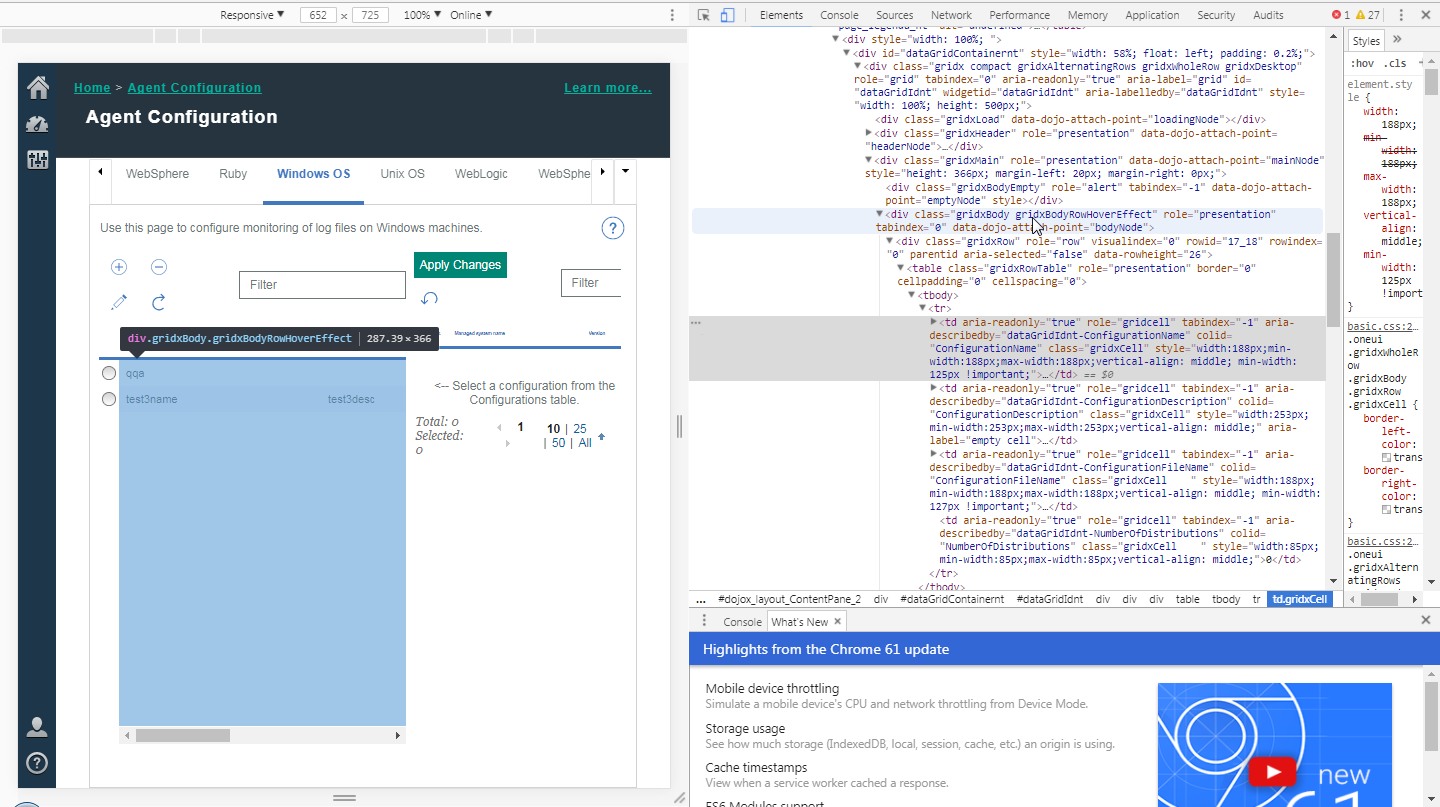 Responsive ▼ 652 x 725 100% ▼ Online ▼
Home > Agent Configuration
Learn more...
Agent Configuration
WebSphere Ruby Windows OS Unix OS WebLogic WebSphe
Use this page to configure monitoring of log files on Windows machines.
?
Filter
Apply Changes
Filter
Managed system name
Version
div.gridxBody.gridxBodyRowHoverEffect 287.39×366
qqa
test3name test3desc
<-- Select a configuration from the
Configurations table.
Total: 0
Selected:
0
1
10 | 25
| 50 | All
?
Elements Console Sources Network Performance Memory Application Security Audits 1 27
▼<div style="width: 100%; ">
▼<div id="dataGridContainernt" style="width: 58%; float: left; padding: 0.2%;">
▼<div class="gridx compact gridxAlternatingRows gridxWholeRow gridxDesktop"
role="grid" tabindex="0" aria-readonly="true" aria-label="grid" id=
"dataGridIdnt" widgetid="dataGridIdnt" aria-labelledby="dataGridIdnt" style=
"width: 100%; height: 500px;">
<div class="gridxLoad" data-dojo-attach-point="loadingNode"></div>
▶<div class="gridxHeader" role="presentation" data-dojo-attach-point=
"headerNode">…</div>
▼<div class="gridxMain" role="presentation" data-dojo-attach-point="mainNode"
style="height: 366px; margin-left: 20px; margin-right: 0px;">
<div class="gridxBodyEmpty" role="alert" tabindex="-1" data-dojo-attach-
point="emptyNode" style></div>
▼<div class="gridxBody gridxBodyRowHoverEffect" role="presentation"
tabindex="0" data-dojo-attach-point="bodyNode">
▼<div class="gridxRow" role="row" visualindex="0" rowid="17_18" rowindex=
"0" parentid aria-selected="false" data-rowheight="26">
▼<table class="gridxRowTable" role="presentation" border="0"
cellpadding="0" cellspacing="0">
▼<tbody>
▼<tr>
... ▶<td aria-readonly="true" role="gridcell" tabindex="-1" aria-
describedby="dataGridIdnt-ConfigurationName" colid=
"ConfigurationName" class="gridxCell" style="width:188px;min-
width:188px;max-width:188px;vertical-align: middle; min-width:
125px !important;">…</td> == $0
▶<td aria-readonly="true" role="gridcell" tabindex="-1" aria-
describedby="dataGridIdnt-ConfigurationDescription" colid=
"ConfigurationDescription" class="gridxCell" style="width:253px;
min-width:253px;max-width:253px;vertical-align: middle;" aria-
label="empty cell">…</td>
▶<td aria-readonly="true" role="gridcell" tabindex="-1" aria-
describedby="dataGridIdnt-ConfigurationFileName" colid=
"ConfigurationFileName" class="gridxCell " style="width:188px;
min-width:188px;max-width:188px;vertical-align: middle; min-width:
127px !important;">…</td>
<td aria-readonly="true" role="gridcell" tabindex="-1" aria-
describedby="dataGridIdnt-NumberOfDistributions" colid=
"NumberOfDistributions" class="gridxCell " style="width:85px;
min-width:85px;max-width:85px;vertical-align: middle;">0</td>
</tr>
</tbody>
... #dojox_layout_ContentPane_2 div #dataGridContainernt #dataGridIdnt div div div table tbody tr td.gridxCell
Styles »
:hov .cls +
element.sty
le {
width:
188px;
min-
width:
188px;
max-
width:
188px;
vertical-
align:
middle;
min-
width:
125px
!import
}
basic.css:2…
.oneui
.gridxWholeR
ow
.gridxBody
.gridxRow
.gridxCell {
border-
left-
color:
trans
border-
right-
color:
trans
}
basic.css:2…
.oneui
.gridxAltern
atingRows
Console What's New ×
Highlights from the Chrome 61 update
Mobile device throttling
Simulate a mobile device's CPU and network throttling from Device Mode.
Storage usage
See how much storage (IndexedDB, local, session, cache, etc.) an origin is using.
Cache timestamps
View when a service worker cached a response.
ES6 Modules support
new
61